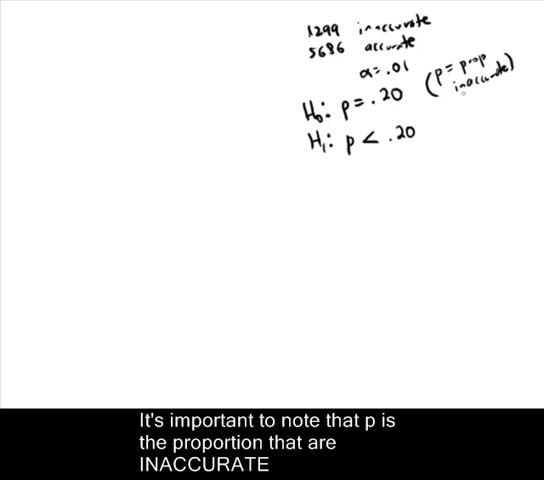 1299 inaccurate
5686 accurate
α = .01
H₀: p = .20 (p = prop inaccurate)
H₁: p < .20
It's important to note that p is
the proportion that are
INACCURATE